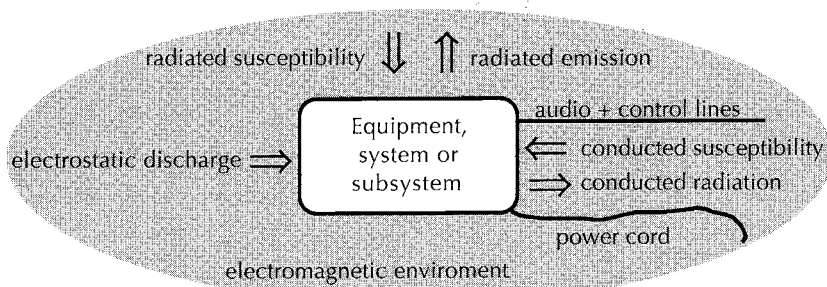 radiated susceptibility radiated emission
audio + control lines
Equipment,
system or
subsystem
electrostatic discharge
conducted susceptibility
conducted radiation
power cord
electromagnetic enviroment